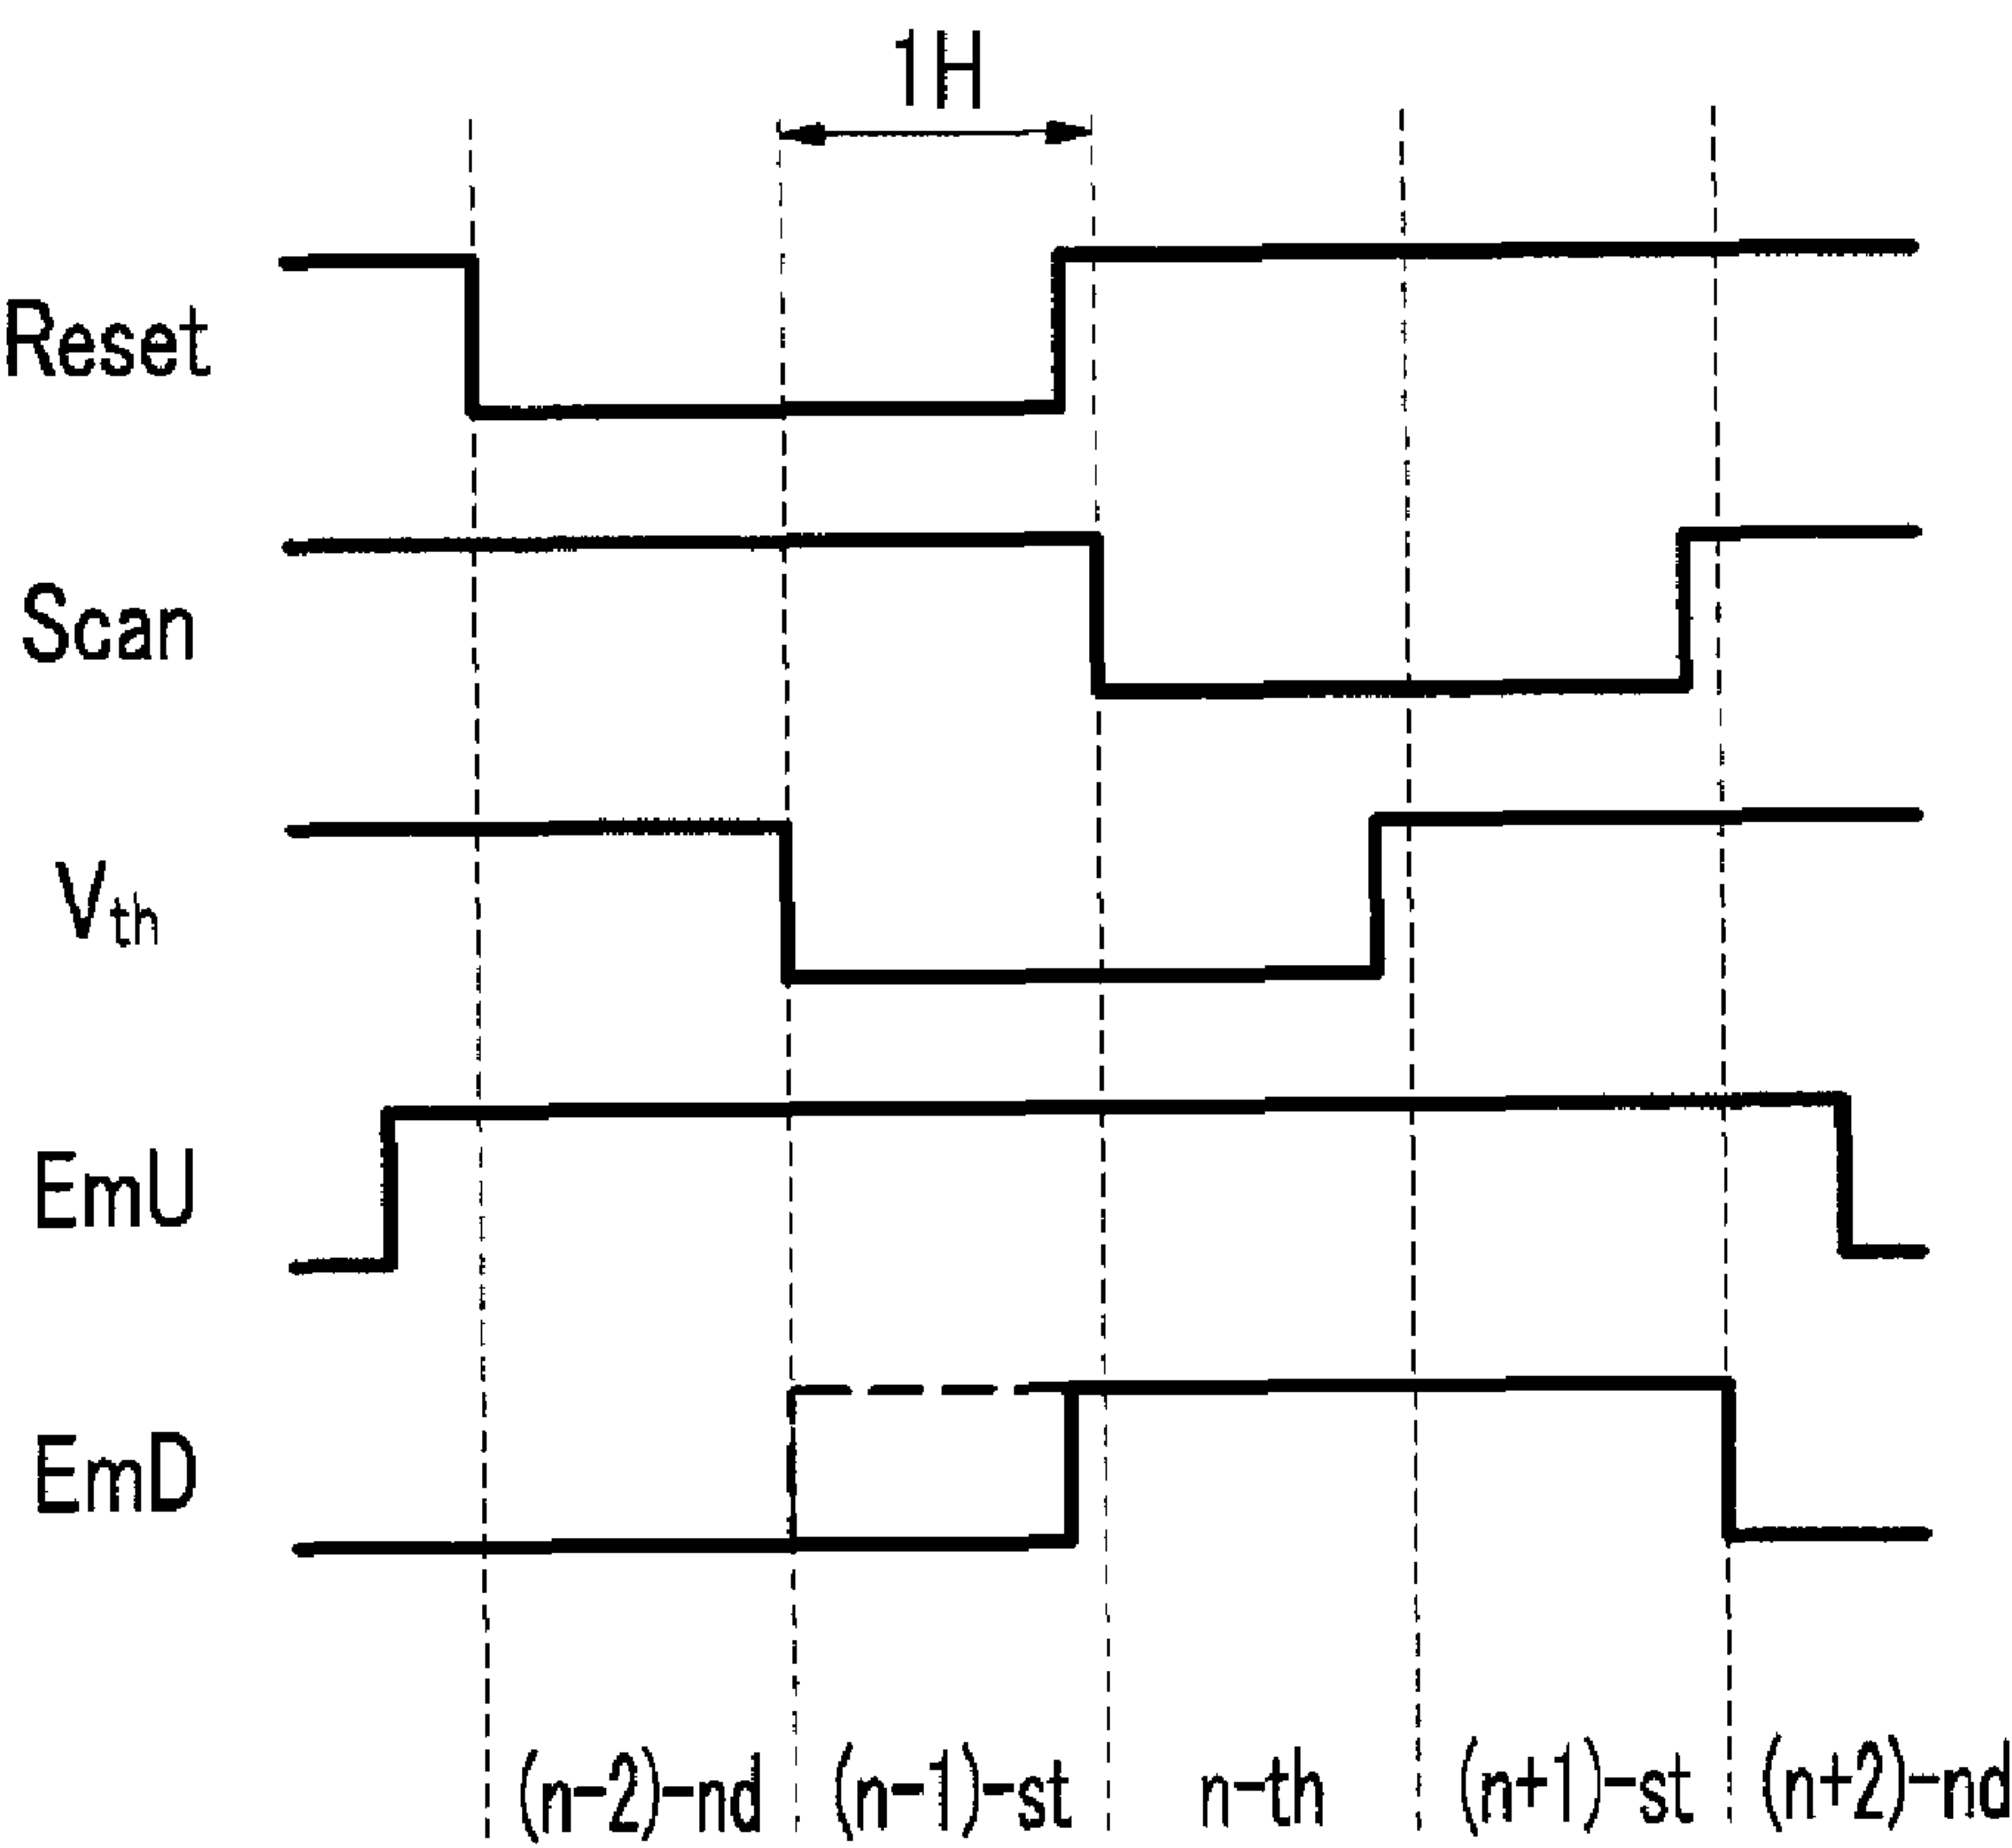 1H
Reset
Scan
Vth
EmU
EmD
(n-2)-nd (n-1)-st n-th (n+1)-st (n+2)-nd